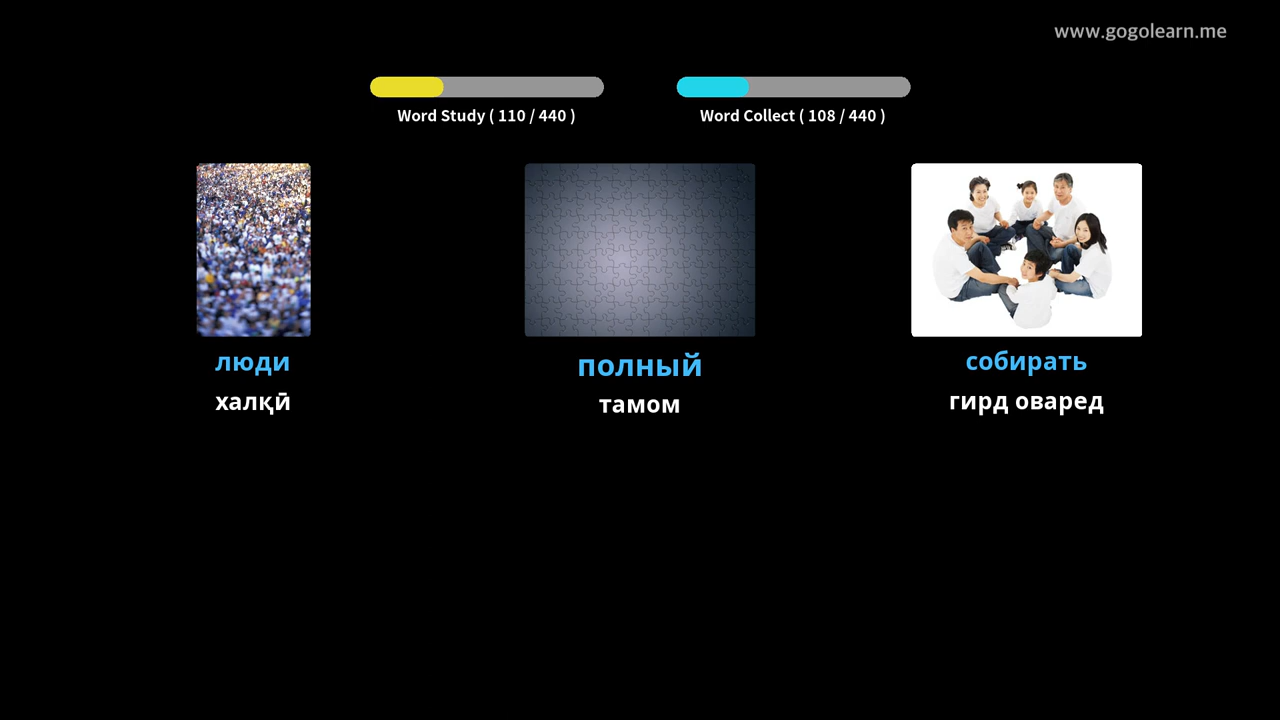 www.gogolearn.me
Word Study ( 110 / 440 )
Word Collect ( 108 / 440 )
люди
халқӣ
полный
тамом
собирать
гирд оваред